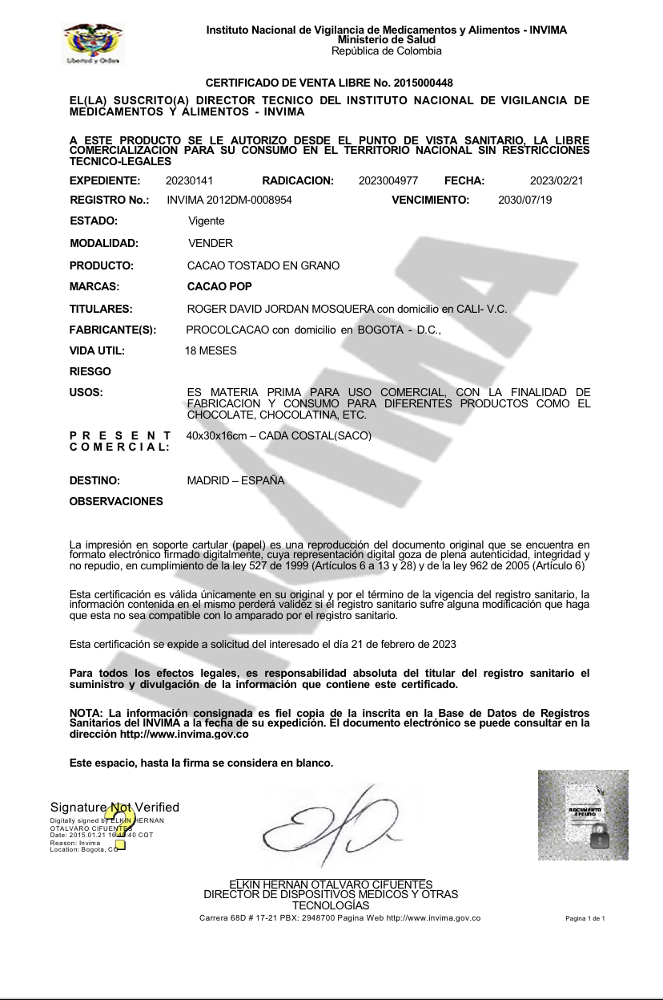 Libertad y Orden
Instituto Nacional de Vigilancia de Medicamentos y Alimentos - INVIMA
Ministerio de Salud
República de Colombia
CERTIFICADO DE VENTA LIBRE No. 2015000448
EL(LA) SUSCRITO(A) DIRECTOR TECNICO DEL INSTITUTO NACIONAL DE VIGILANCIA DE
MEDICAMENTOS Y ALIMENTOS - INVIMA
A ESTE PRODUCTO SE LE AUTORIZO DESDE EL PUNTO DE VISTA SANITARIO, LA LIBRE
COMERCIALIZACION PARA SU CONSUMO EN EL TERRITORIO NACIONAL SIN RESTRICCIONES
TECNICO-LEGALES
EXPEDIENTE: 20230141 RADICACION: 2023004977 FECHA: 2023/02/21
REGISTRO No.: INVIMA 2012DM-0008954 VENCIMIENTO: 2030/07/19
ESTADO: Vigente
MODALIDAD: VENDER
PRODUCTO: CACAO TOSTADO EN GRANO
MARCAS: CACAO POP
TITULARES: ROGER DAVID JORDAN MOSQUERA con domicilio en CALI- V.C.
FABRICANTE(S): PROCOLCACAO con domicilio en BOGOTA - D.C.,
VIDA UTIL: 18 MESES
RIESGO
USOS: ES MATERIA PRIMA PARA USO COMERCIAL, CON LA FINALIDAD DE
FABRICACION Y CONSUMO PARA DIFERENTES PRODUCTOS COMO EL
CHOCOLATE, CHOCOLATINA, ETC.
P R E S E N T 40x30x16cm – CADA COSTAL(SACO)
C O M E R C I A L:
DESTINO: MADRID – ESPAÑA
OBSERVACIONES
INVIMA
La impresión en soporte cartular (papel) es una reproducción del documento original que se encuentra en
formato electrónico firmado digitalmente, cuya representación digital goza de plena autenticidad, integridad y
no repudio, en cumplimiento de la ley 527 de 1999 (Artículos 6 a 13 y 28) y de la ley 962 de 2005 (Artículo 6)
Esta certificación es válida únicamente en su original y por el término de la vigencia del registro sanitario, la
información contenida en el mismo perderá validez si el registro sanitario sufre alguna modificación que haga
que esta no sea compatible con lo amparado por el registro sanitario.
Esta certificación se expide a solicitud del interesado el día 21 de febrero de 2023
Para todos los efectos legales, es responsabilidad absoluta del titular del registro sanitario el
suministro y divulgación de la información que contiene este certificado.
NOTA: La información consignada es fiel copia de la inscrita en la Base de Datos de Registros
Sanitarios del INVIMA a la fecha de su expedición. El documento electrónico se puede consultar en la
dirección http://www.invima.gov.co
Este espacio, hasta la firma se considera en blanco.
Signature Not Verified
Digitally signed by ELKIN HERNAN
OTALVARO CIFUENTES
Date: 2015.01.21 16:40 COT
Reason: Invima
Location: Bogota, CO
ELKIN HERNAN OTALVARO CIFUENTES
DIRECTOR DE DISPOSITIVOS MEDICOS Y OTRAS
TECNOLOGÍAS
Carrera 68D # 17-21 PBX: 2948700 Pagina Web http://www.invima.gov.co
Pagina 1 de 1